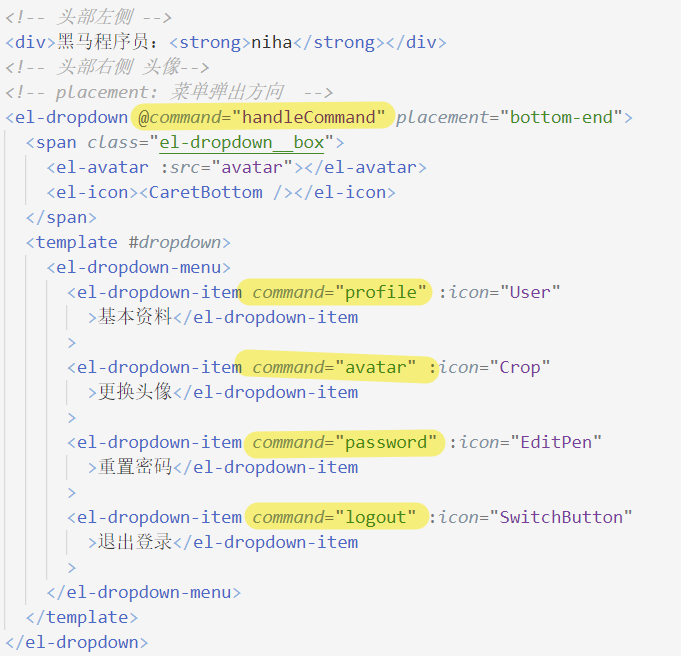 <!-- 头部左侧 -->
<div>黑马程序员：<strong>niha</strong></div>
<!-- 头部右侧 头像-->
<!-- placement: 菜单弹出方向  -->
<el-dropdown @command="handleCommand" placement="bottom-end">
  <span class="el-dropdown__box">
    <el-avatar :src="avatar"></el-avatar>
    <el-icon><CaretBottom /></el-icon>
  </span>
  <template #dropdown>
    <el-dropdown-menu>
      <el-dropdown-item command="profile" :icon="User"
        >基本资料</el-dropdown-item
      >
      <el-dropdown-item command="avatar" :icon="Crop"
        >更换头像</el-dropdown-item
      >
      <el-dropdown-item command="password" :icon="EditPen"
        >重置密码</el-dropdown-item
      >
      <el-dropdown-item command="logout" :icon="SwitchButton"
        >退出登录</el-dropdown-item
      >
    </el-dropdown-menu>
  </template>
</el-dropdown>